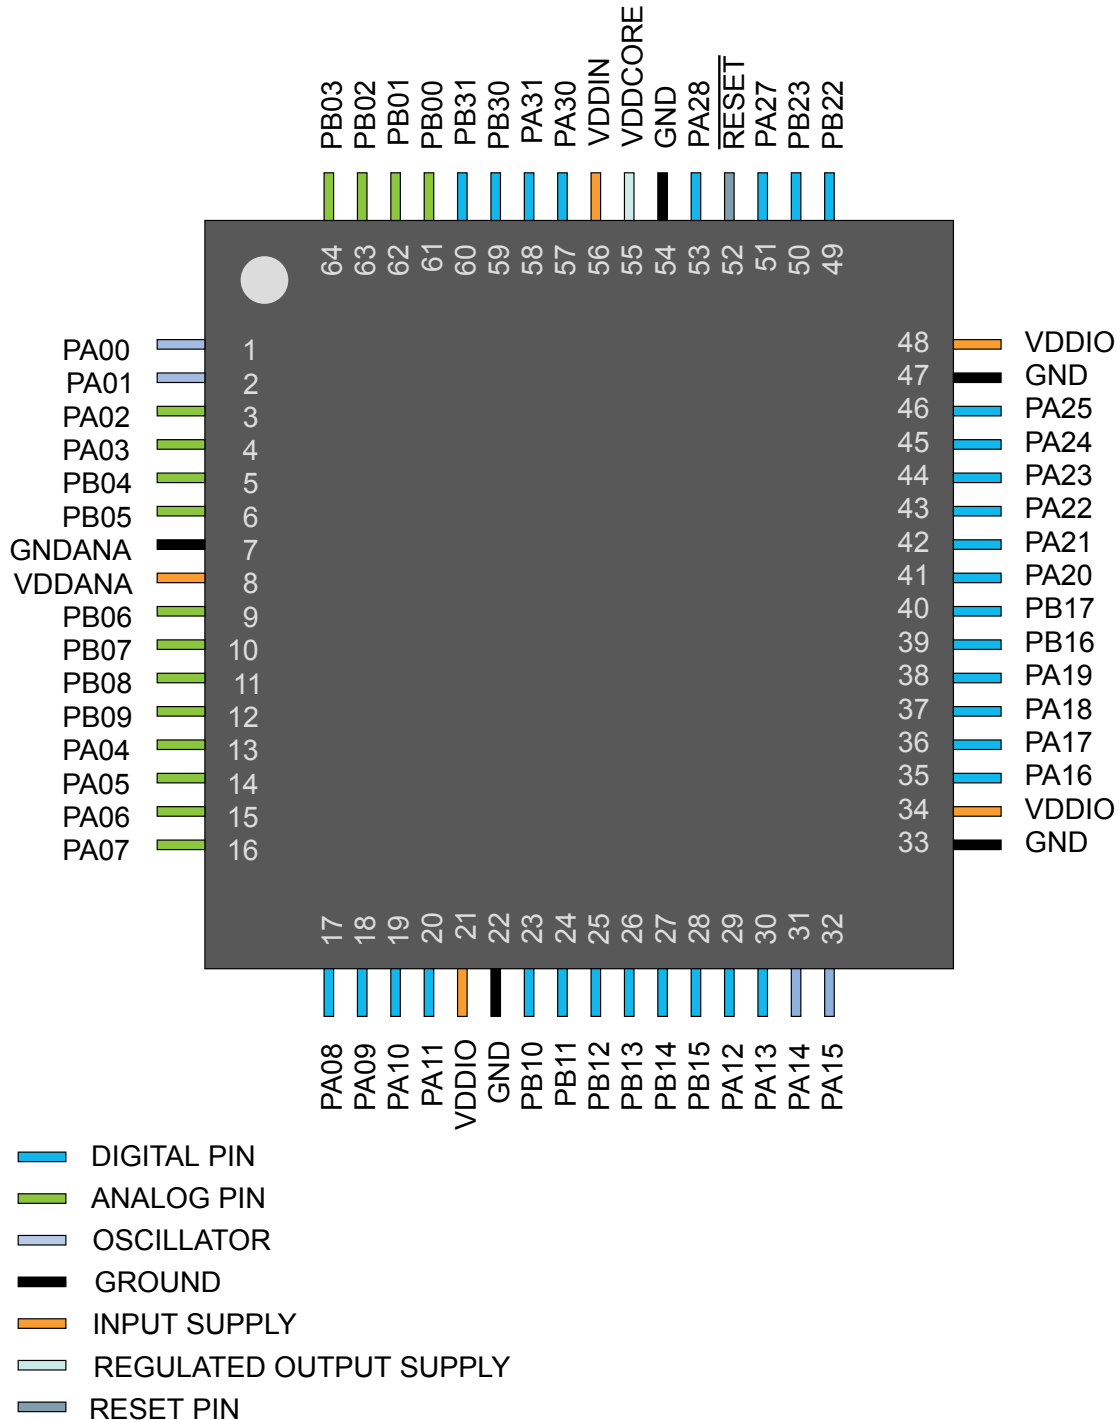 PB03 PB02 PB01 PB00 PB31 PB30 PA31 PA30 VDDIN VDDCORE GND PA28 RESET PA27 PB23 PB22
64 63 62 61 60 59 58 57 56 55 54 53 52 51 50 49
PA00 1
PA01 2
PA02 3
PA03 4
PB04 5
PB05 6
GNDANA 7
VDDANA 8
PB06 9
PB07 10
PB08 11
PB09 12
PA04 13
PA05 14
PA06 15
PA07 16
48 VDDIO
47 GND
46 PA25
45 PA24
44 PA23
43 PA22
42 PA21
41 PA20
40 PB17
39 PB16
38 PA19
37 PA18
36 PA17
35 PA16
34 VDDIO
33 GND
17 18 19 20 21 22 23 24 25 26 27 28 29 30 31 32
PA08 PA09 PA10 PA11 VDDIO GND PB10 PB11 PB12 PB13 PB14 PB15 PA12 PA13 PA14 PA15
DIGITAL PIN
ANALOG PIN
OSCILLATOR
GROUND
INPUT SUPPLY
REGULATED OUTPUT SUPPLY
RESET PIN